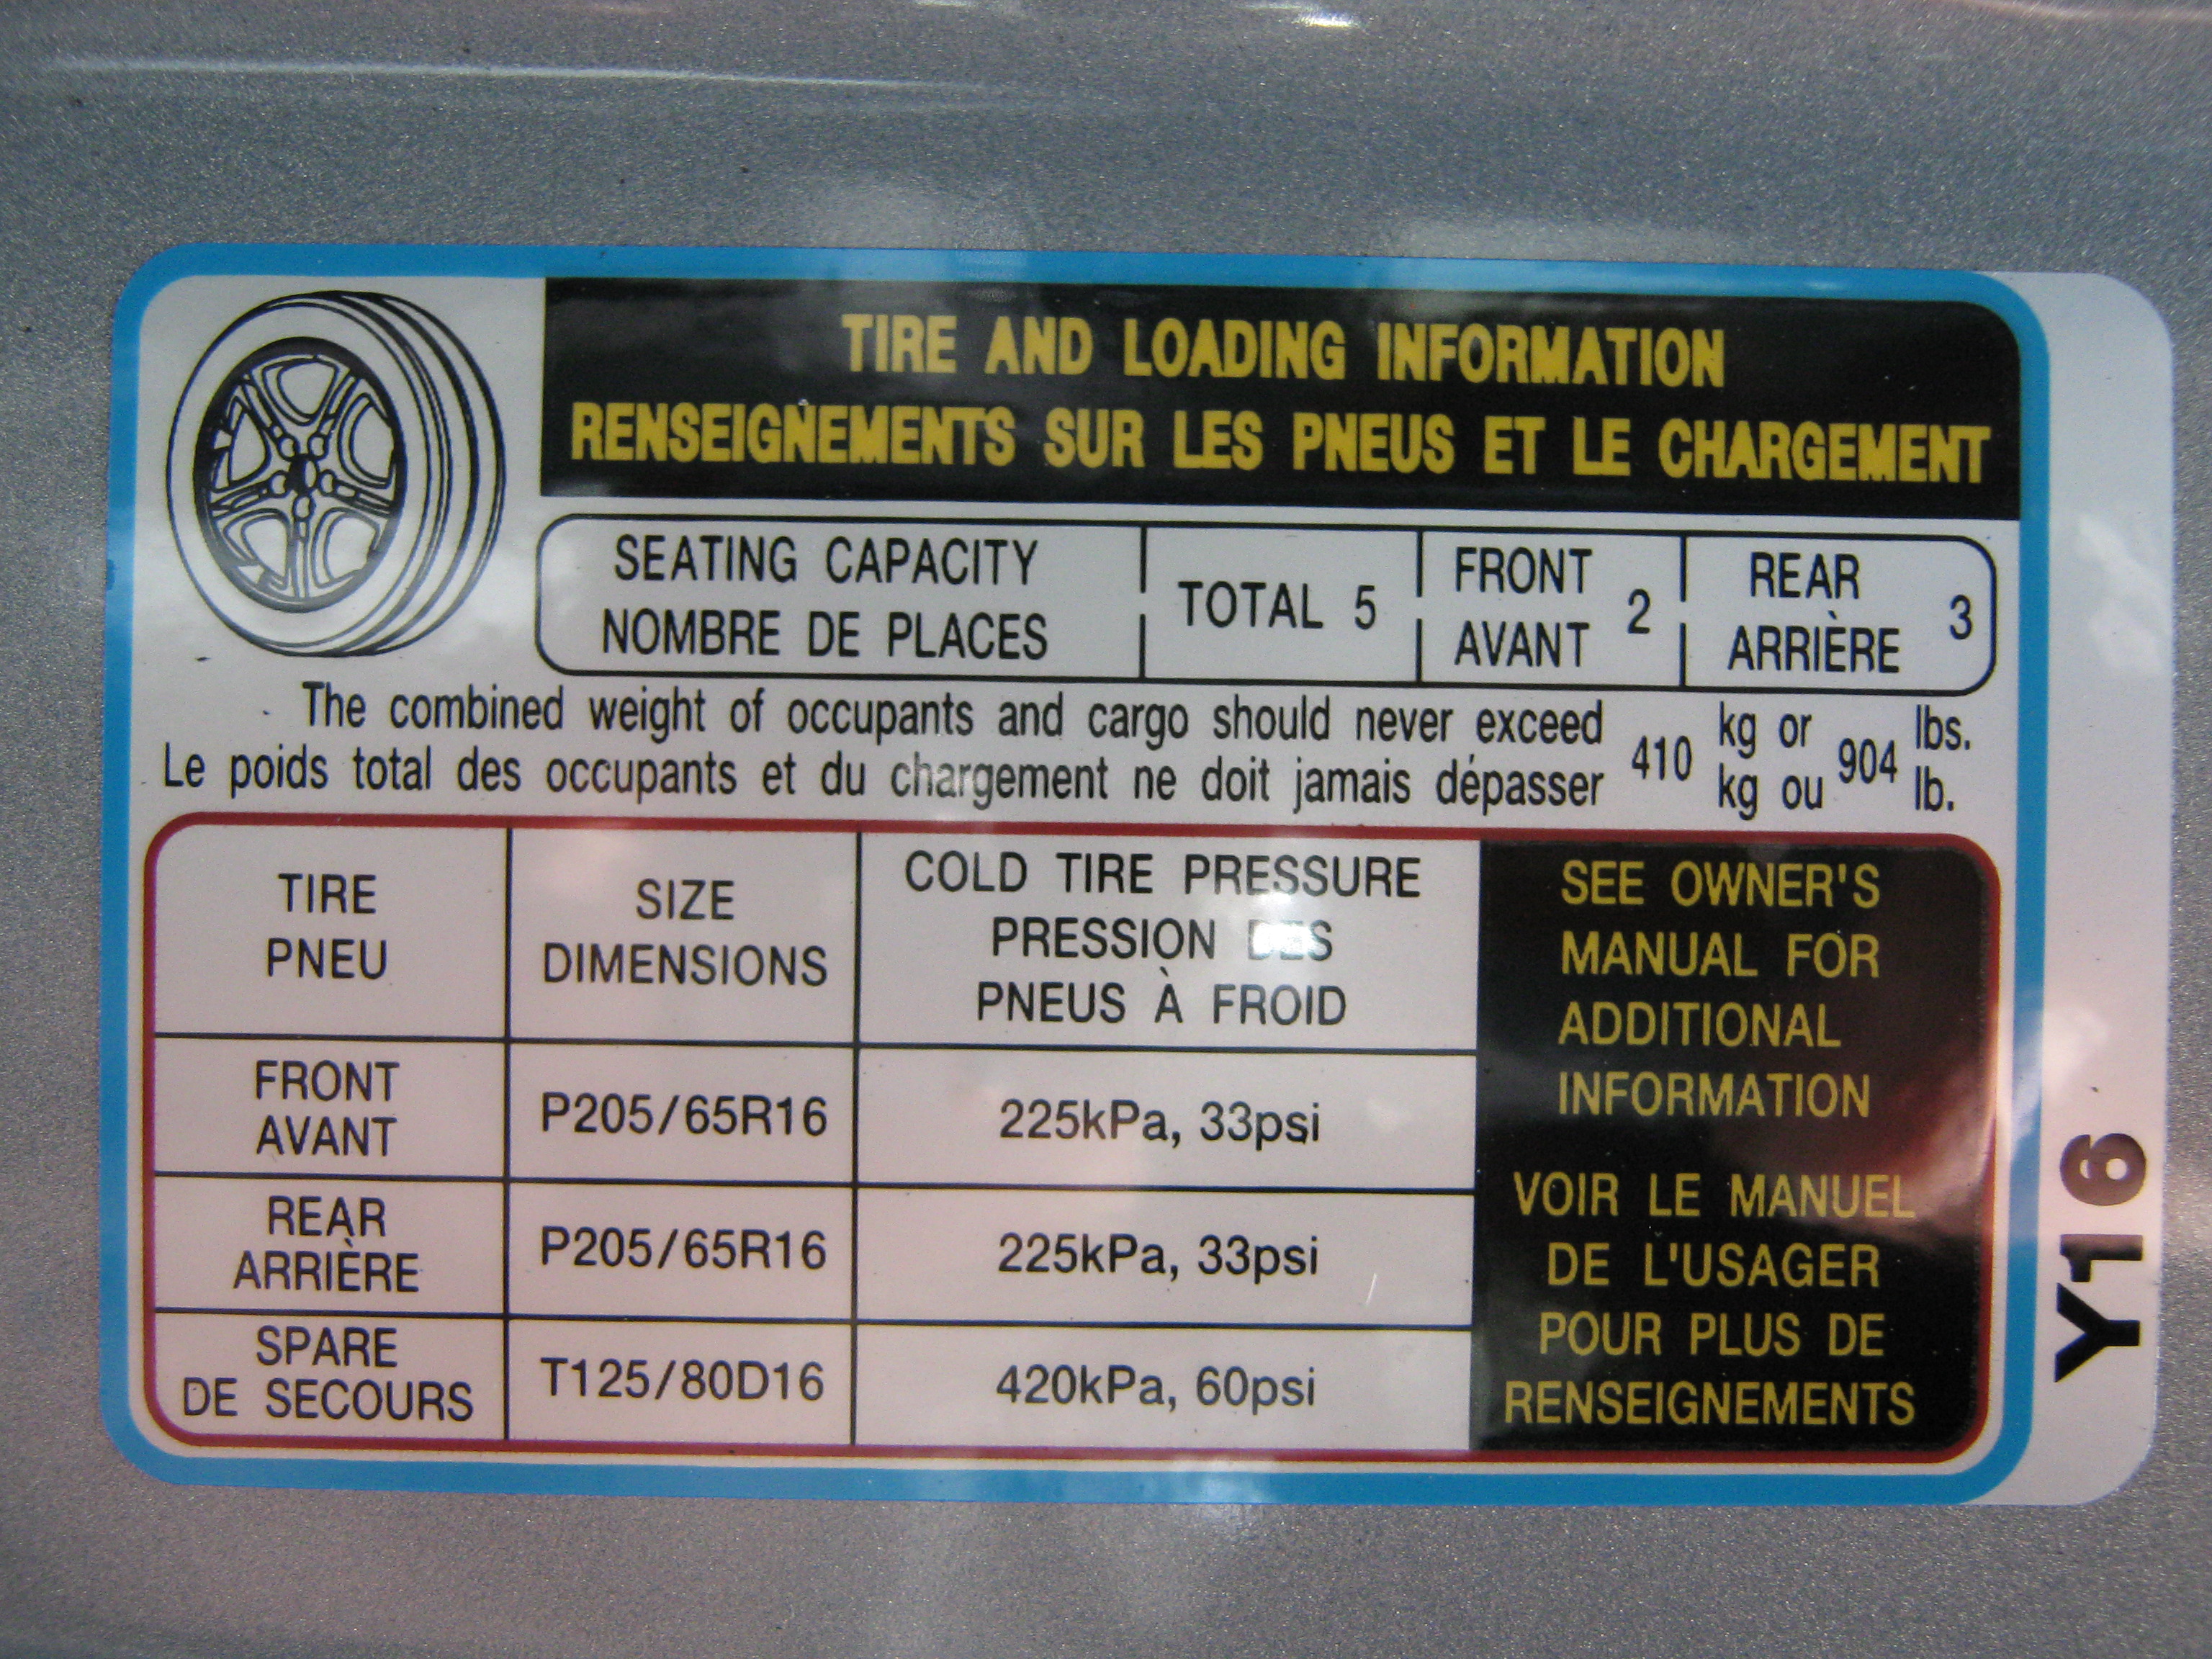 TIRE AND LOADING INFORMATION
RENSEIGNEMENTS SUR LES PNEUS ET LE CHARGEMENT
SEATING CAPACITY
NOMBRE DE PLACES
TOTAL 5
FRONT
AVANT
2
REAR
ARRIÈRE
3
The combined weight of occupants and cargo should never exceed
Le poids total des occupants et du chargement ne doit jamais dépasser
410
kg or
kg ou
904
lbs.
lb.
TIRE
PNEU
SIZE
DIMENSIONS
COLD TIRE PRESSURE
PRESSION DES
PNEUS À FROID
FRONT
AVANT
P205/65R16
225kPa, 33psi
REAR
ARRIÈRE
P205/65R16
225kPa, 33psi
SPARE
DE SECOURS
T125/80D16
420kPa, 60psi
SEE OWNER'S
MANUAL FOR
ADDITIONAL
INFORMATION
VOIR LE MANUEL
DE L'USAGER
POUR PLUS DE
RENSEIGNEMENTS
Y16